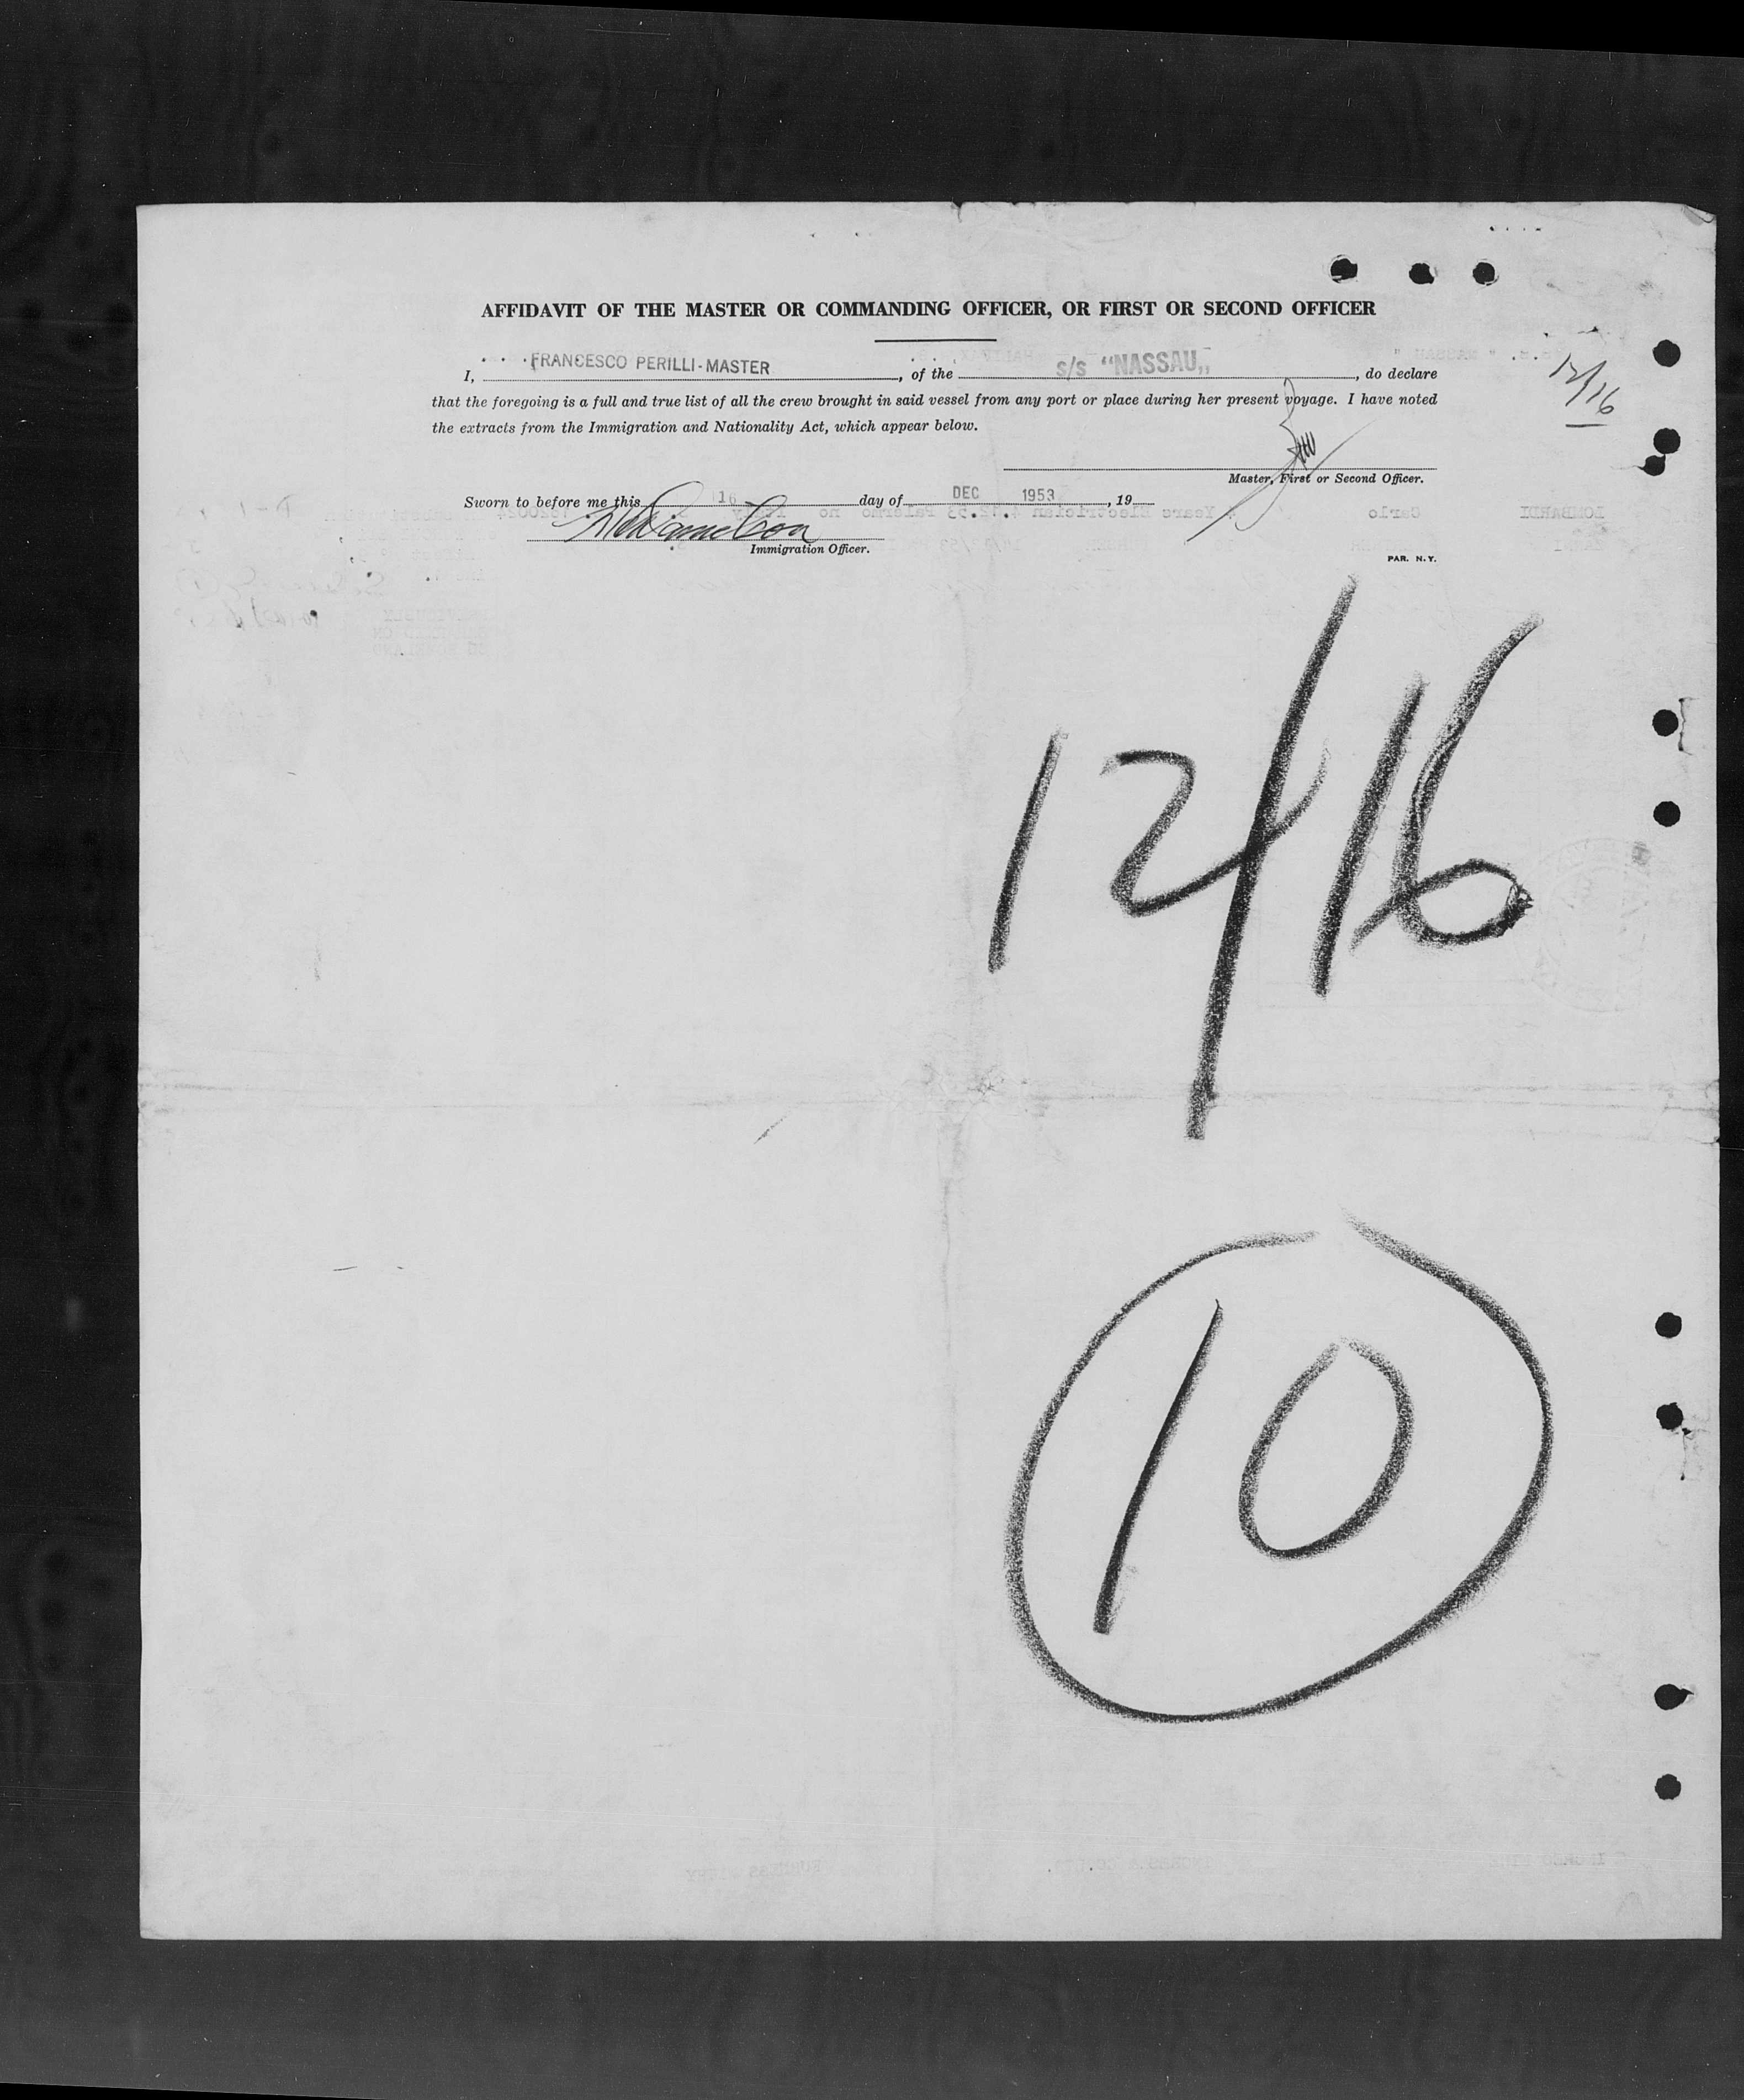 AFFIDAVIT OF THE MASTER OR COMMANDING OFFICER, OR FIRST OR SECOND OFFICER
I, FRANCESCO PERILLI-MASTER, of the s/s "NASSAU", do declare
12/16
that the foregoing is a full and true list of all the crew brought in said vessel from any port or place during her present voyage. I have noted
the extracts from the Immigration and Nationality Act, which appear below.
Master, First or Second Officer.
Sworn to before me this 16 day of DEC 1953, 19
Immigration Officer.
PAR. N.Y.
12/16
10